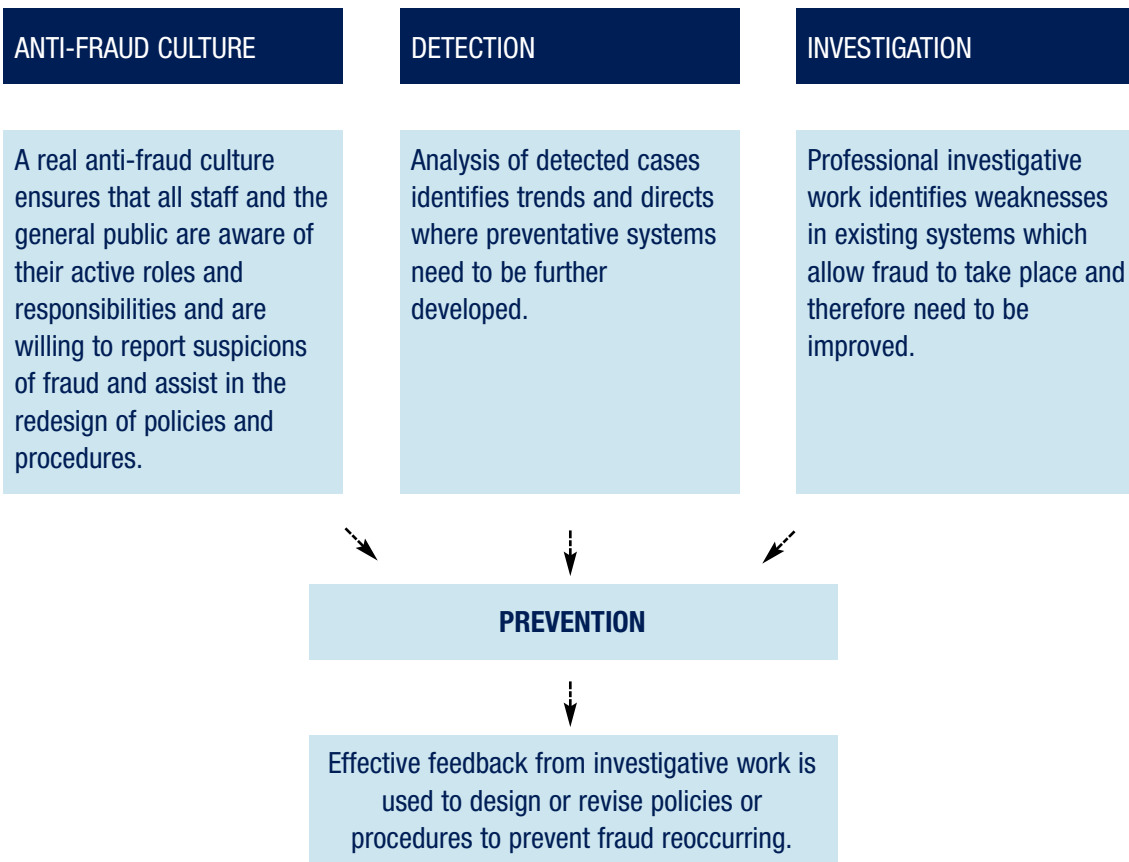 ANTI-FRAUD CULTURE
A real anti-fraud culture
ensures that all staff and the
general public are aware of
their active roles and
responsibilities and are
willing to report suspicions
of fraud and assist in the
redesign of policies and
procedures.
DETECTION
Analysis of detected cases
identifies trends and directs
where preventative systems
need to be further
developed.
INVESTIGATION
Professional investigative
work identifies weaknesses
in existing systems which
allow fraud to take place and
therefore need to be
improved.
PREVENTION
Effective feedback from investigative work is
used to design or revise policies or
procedures to prevent fraud reoccurring.